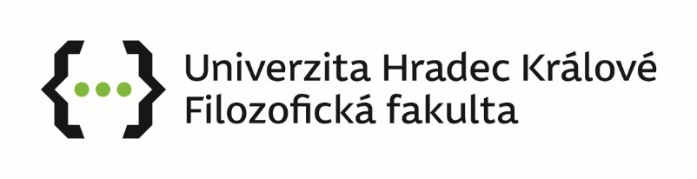 Univerzita Hradec Králové
Filozofická fakulta